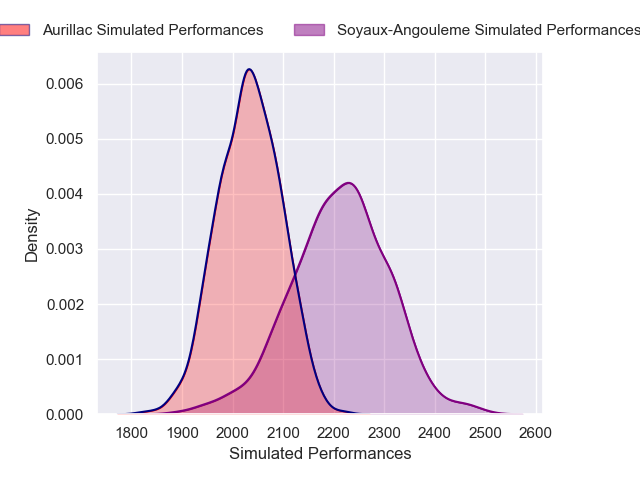 Aurillac Simulated Performances Soyaux-Angouleme Simulated Performances
0.006
0.005
0.004
0.003
0.002
0.001
0.000
Density
1800 1900 2000 2100 2200 2300 2400 2500 2600
Simulated Performances